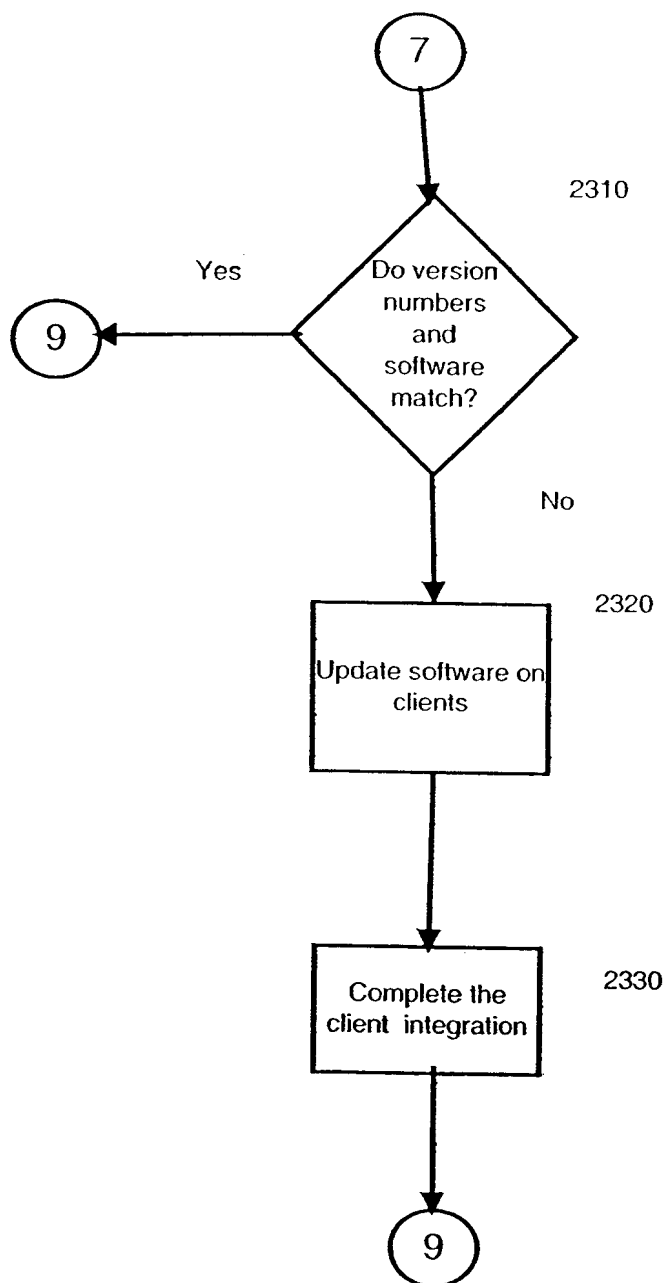 7
2310
Do version
numbers
and
software
match?
Yes
9
No
2320
Update software on
clients
2330
Complete the
client integration
9